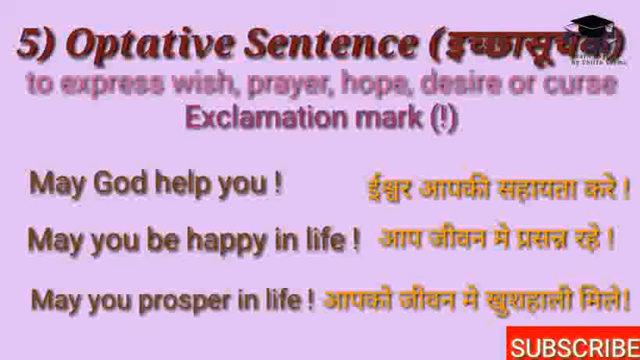 5) Optative Sentence (इच्छासूचक)
to express wish, prayer, hope, desire or curse
Exclamation mark (!)
May God help you ! ईश्वर आपकी सहायता करे !
May you be happy in life ! आप जीवन मे प्रसन्न रहे !
May you prosper in life ! आपको जीवन मे खुशहाली मिले!
SUBSCRIBE